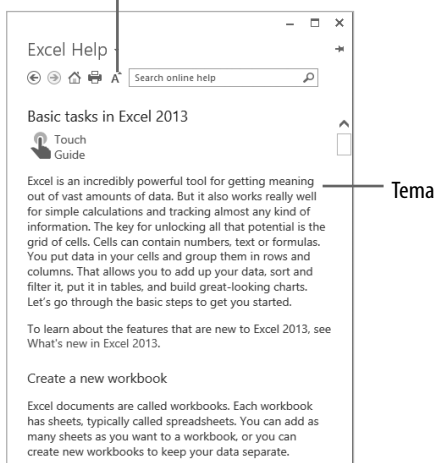 Excel Help
A
Search online help
Basic tasks in Excel 2013
Touch
Guide
Excel is an incredibly powerful tool for getting meaning
out of vast amounts of data. But it also works really well
for simple calculations and tracking almost any kind of
information. The key for unlocking all that potential is the
grid of cells. Cells can contain numbers, text or formulas.
You put data in your cells and group them in rows and
columns. That allows you to add up your data, sort and
filter it, put it in tables, and build great-looking charts.
Let's go through the basic steps to get you started.
Tema
To learn about the features that are new to Excel 2013, see
What's new in Excel 2013.
Create a new workbook
Excel documents are called workbooks. Each workbook
has sheets, typically called spreadsheets. You can add as
many sheets as you want to a workbook, or you can
create new workbooks to keep your data separate.